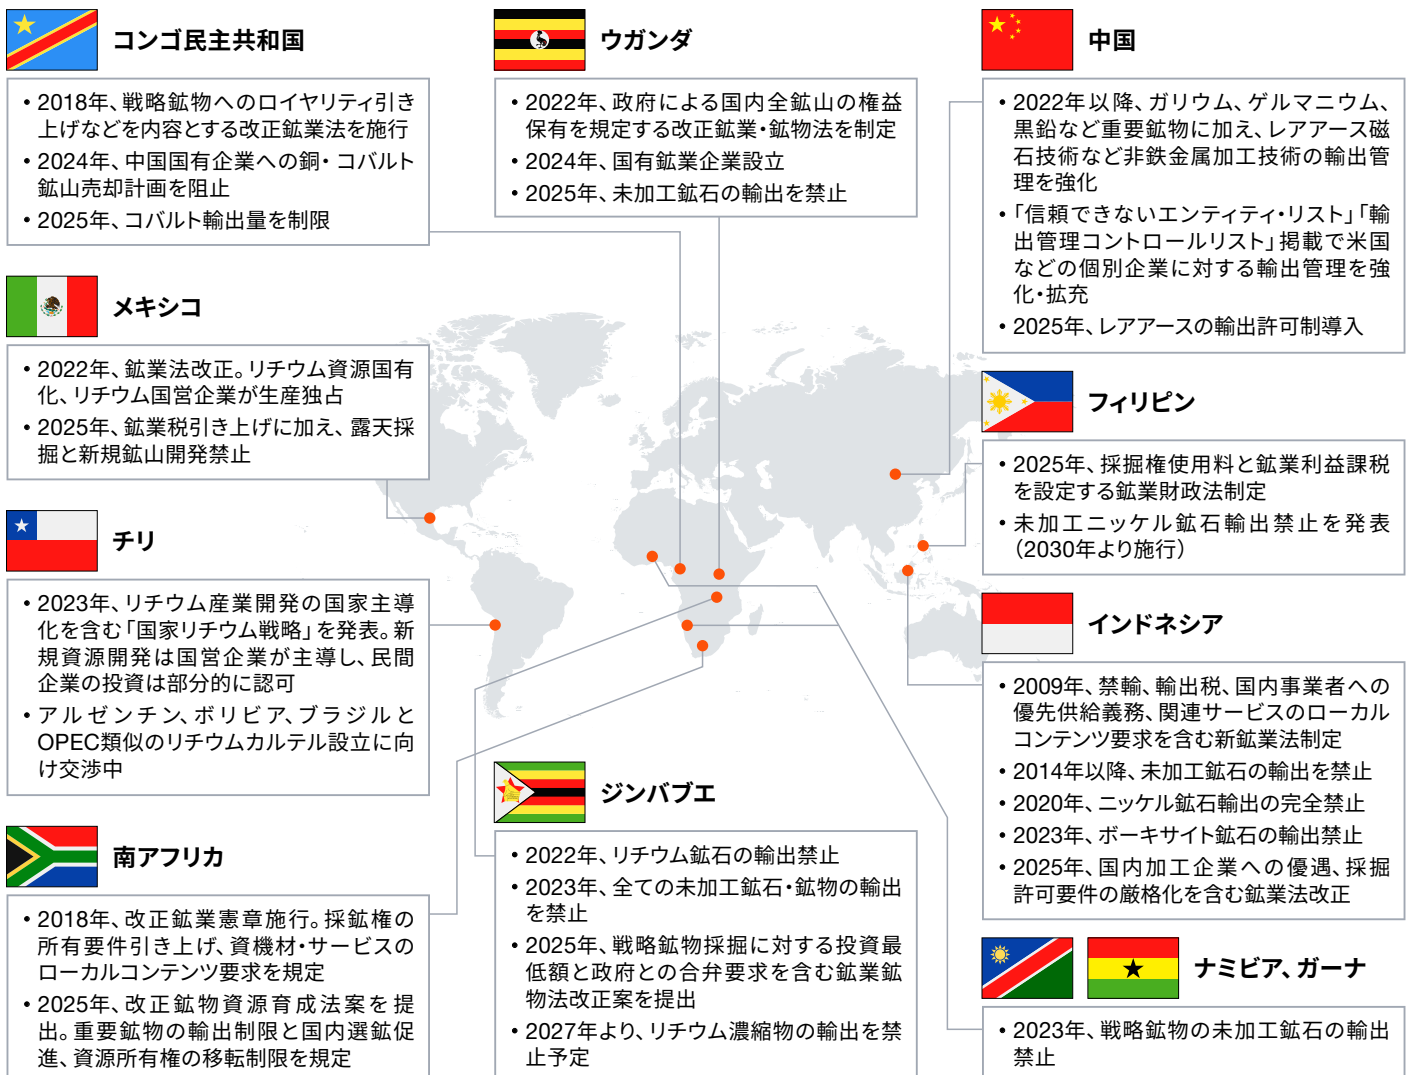 コンゴ民主共和国
• 2018年、戦略鉱物へのロイヤリティ引き
上げなどを内容とする改正鉱業法を施行
• 2024年、中国国有企業への銅・コバルト
鉱山売却計画を阻止
• 2025年、コバルト輸出量を制限
ウガンダ
• 2022年、政府による国内全鉱山の権益
保有を規定する改正鉱業・鉱物法を制定
• 2024年、国有鉱業企業設立
• 2025年、未加工鉱石の輸出を禁止
中国
• 2022年以降、ガリウム、ゲルマニウム、
黒鉛など重要鉱物に加え、レアアース磁
石技術など非鉄金属加工技術の輸出管
理を強化
• 「信頼できないエンティティ・リスト」「輸
出管理コントロールリスト」掲載で米国
などの個別企業に対する輸出管理を強
化・拡充
• 2025年、レアアースの輸出許可制導入
メキシコ
• 2022年、鉱業法改正。リチウム資源国有
化、リチウム国営企業が生産独占
• 2025年、鉱業税引き上げに加え、露天採
掘と新規鉱山開発禁止
フィリピン
• 2025年、採掘権使用料と鉱業利益課税
を設定する鉱業財政法制定
• 未加工ニッケル鉱石輸出禁止を発表
（2030年より施行）
チリ
• 2023年、リチウム産業開発の国家主導
化を含む「国家リチウム戦略」を発表。新
規資源開発は国営企業が主導し、民間
企業の投資は部分的に認可
• アルゼンチン、ボリビア、ブラジルと
OPEC類似のリチウムカルテル設立に向
け交渉中
インドネシア
• 2009年、禁輸、輸出税、国内事業者への
優先供給義務、関連サービスのローカル
コンテンツ要求を含む新鉱業法制定
• 2014年以降、未加工鉱石の輸出を禁止
• 2020年、ニッケル鉱石輸出の完全禁止
• 2023年、ボーキサイト鉱石の輸出禁止
• 2025年、国内加工企業への優遇、採掘
許可要件の厳格化を含む鉱業法改正
南アフリカ
• 2018年、改正鉱業憲章施行。採鉱権の
所有要件引き上げ、資機材・サービスの
ローカルコンテンツ要求を規定
• 2025年、改正鉱物資源育成法案を提
出。重要鉱物の輸出制限と国内選鉱促
進、資源所有権の移転制限を規定
ジンバブエ
• 2022年、リチウム鉱石の輸出禁止
• 2023年、全ての未加工鉱石・鉱物の輸出
を禁止
• 2025年、戦略鉱物採掘に対する投資最
低額と政府との合弁要求を含む鉱業鉱
物法改正案を提出
• 2027年より、リチウム濃縮物の輸出を禁
止予定
ナミビア、ガーナ
• 2023年、戦略鉱物の未加工鉱石の輸出
禁止